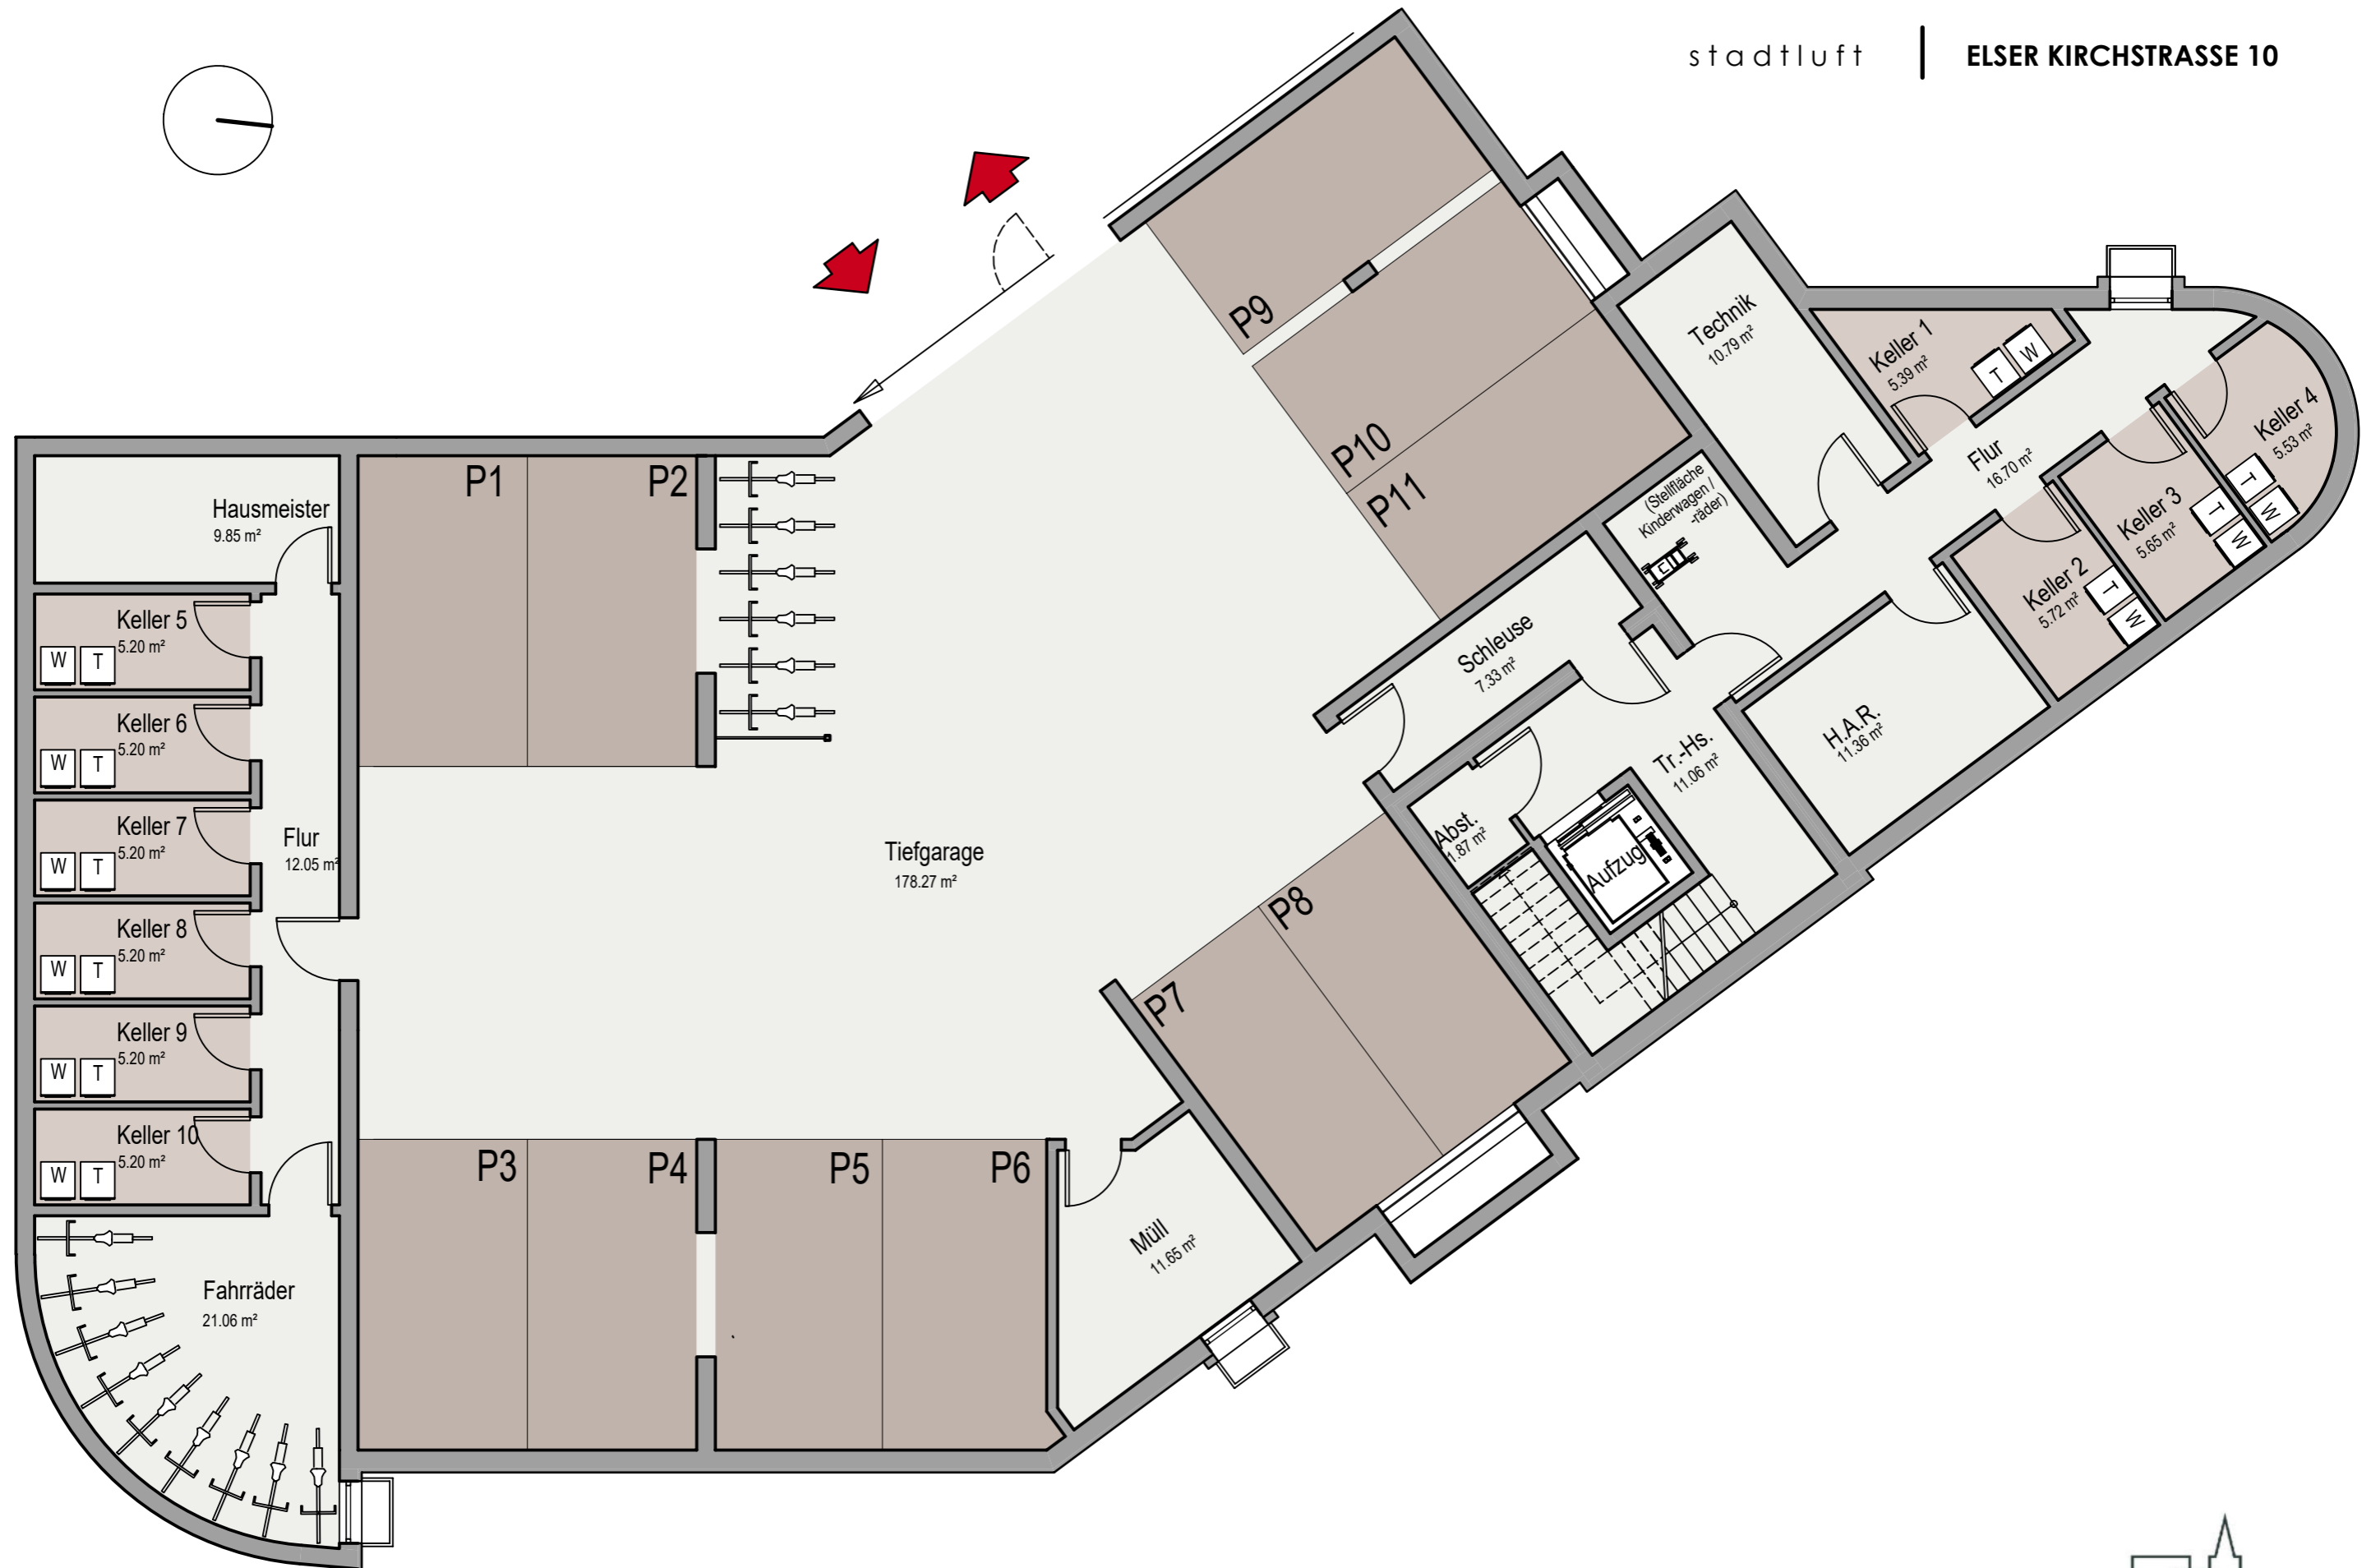 stadtluft | ELSER KIRCHSTRASSE 10
P9
P10
P11
Technik
10.79 m²
Keller 1
5.39 m²
T
W
Keller 4
5.53 m²
T
W
Flur
16.70 m²
Keller 3
5.65 m²
T
W
Keller 2
5.72 m²
T
W
(Stellfläche
Kinderwagen /
-räder)
Schleuse
7.33 m²
H.A.R.
11.36 m²
Tr.-Hs.
11.06 m²
Abst.
1.87 m²
Aufzug
Hausmeister
9.85 m²
P1
P2
Keller 5
5.20 m²
W
T
Keller 6
5.20 m²
W
T
Keller 7
5.20 m²
W
T
Flur
12.05 m²
Tiefgarage
178.27 m²
Keller 8
5.20 m²
W
T
Keller 9
5.20 m²
W
T
Keller 10
5.20 m²
W
T
P8
P7
P3
P4
P5
P6
Müll
11.65 m²
Fahrräder
21.06 m²